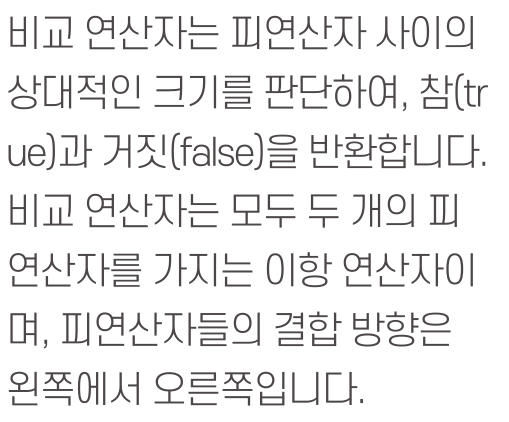 비교 연산자는 피연산자 사이의
상대적인 크기를 판단하여, 참(tr
ue)과 거짓(false)을 반환합니다.
비교 연산자는 모두 두 개의 피
연산자를 가지는 이항 연산자이
며, 피연산자들의 결합 방향은
왼쪽에서 오른쪽입니다.